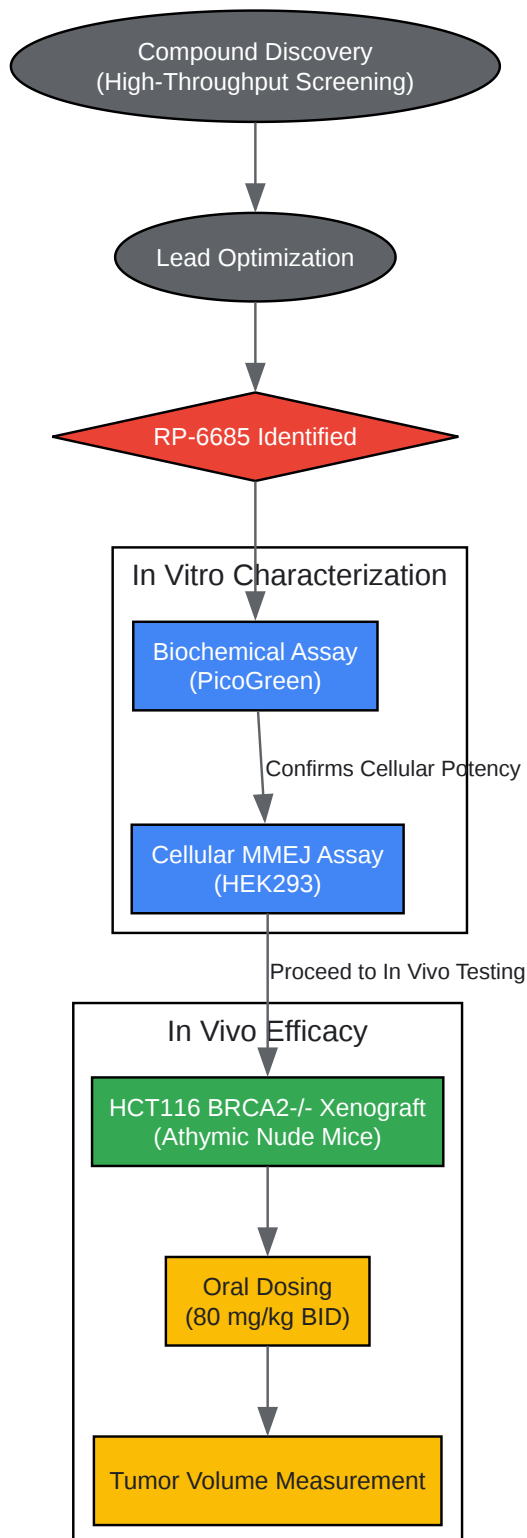 Compound Discovery
(High-Throughput Screening)
Lead Optimization
RP-6685 Identified
In Vitro Characterization
Biochemical Assay
(PicoGreen)
Confirms Cellular Potency
Cellular MMEJ Assay
(HEK293)
Proceed to In Vivo Testing
In Vivo Efficacy
HCT116 BRCA2-/- Xenograft
(Athymic Nude Mice)
Oral Dosing
(80 mg/kg BID)
Tumor Volume Measurement